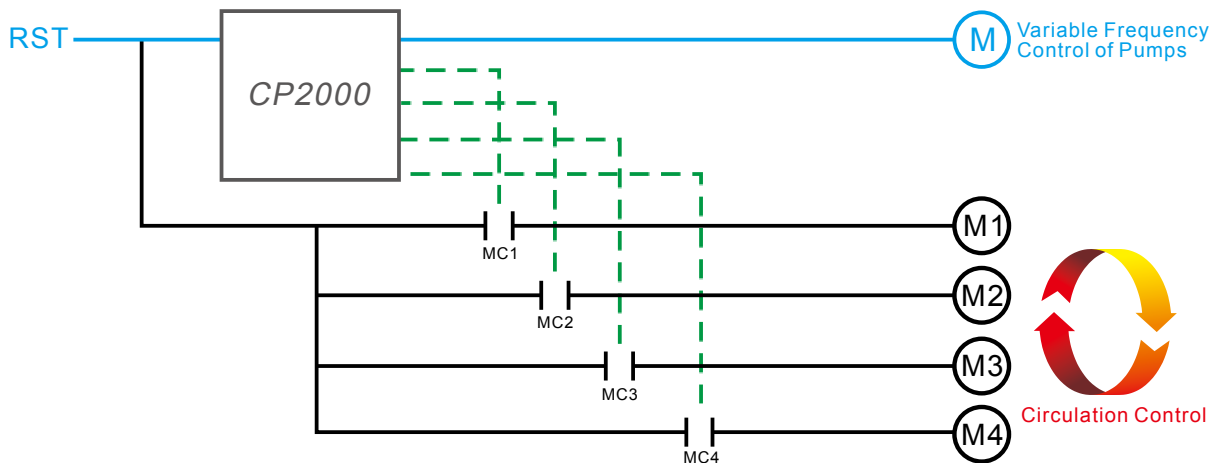 RST
CP2000
M
Variable Frequency
Control of Pumps
M1
MC1
M2
MC2
M3
MC3
Circulation Control
M4
MC4